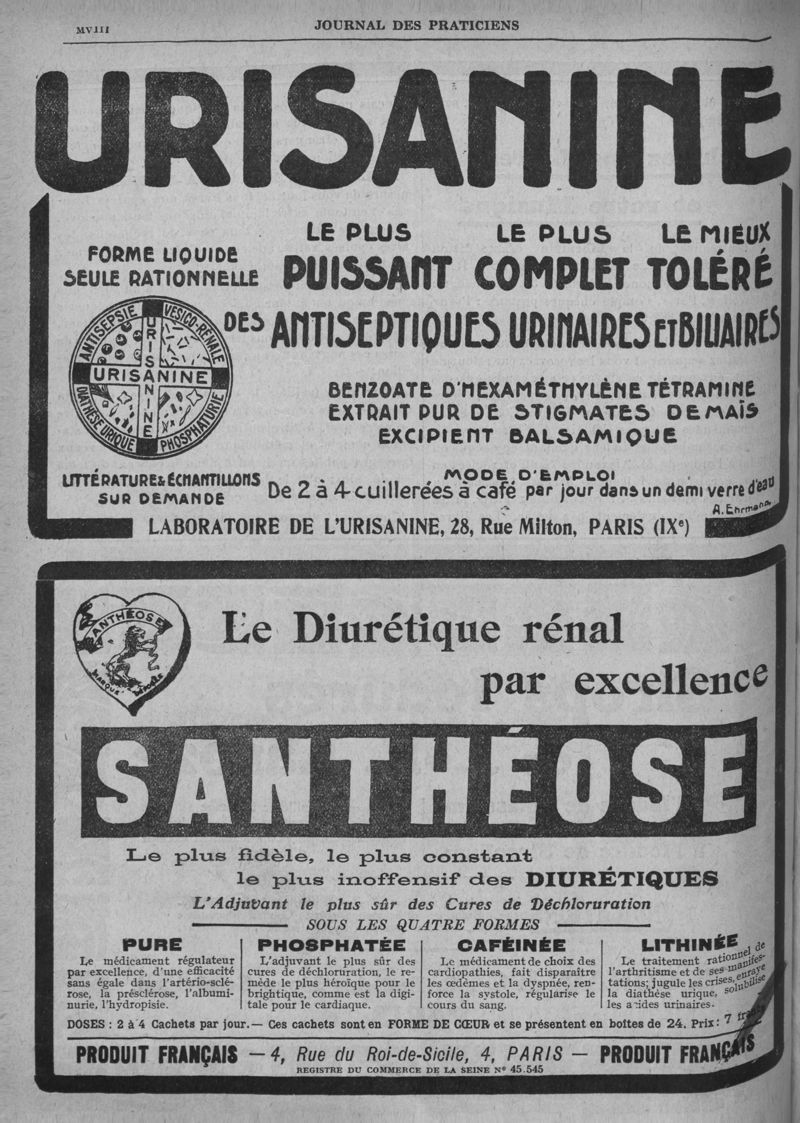 MVIII
JOURNAL DES PRATICIENS
URISANINE
FORME LIQUIDE
SEULE RATIONNELLE
LE PLUS LE PLUS LE MIEUX
PUISSANT COMPLET TOLÉRÉ
DES ANTISEPTIQUES URINAIRES ET BILIAIRES
ANTISEPSIE VESICO-RÉNALE
URISANINE
URISANINE
DIATHÈSE URIQUE PHOSPHATURIE
BENZOATE D'HEXAMÉTHYLÈNE TÉTRAMINE
EXTRAIT PUR DE STIGMATES DE MAÏS
EXCIPIENT BALSAMIQUE
LITTÉRATURE & ÉCHANTILLONS
SUR DEMANDE
MODE D'EMPLOI
De 2 à 4 cuillerées à café par jour dans un demi verre d'eau
A. Ehrmann
LABORATOIRE DE L'URISANINE, 28, Rue Milton, PARIS (IXe)
SANTHÉOSE
MARQUE DÉPOSÉE
Le Diurétique rénal
par excellence
SANTHÉOSE
Le plus fidèle, le plus constant
le plus inoffensif des DIURÉTIQUES
L'Adjuvant le plus sûr des Cures de Déchloruration
SOUS LES QUATRE FORMES
PURE
Le médicament régulateur
par excellence, d'une efficacité
sans égale dans l'artério-sclé-
rose, la présclérose, l'albumi-
nurie, l'hydropisie.
PHOSPHATÉE
L'adjuvant le plus sûr des
cures de déchloruration, le re-
mède le plus héroïque pour le
brightique, comme est la digi-
tale pour le cardiaque.
CAFÉINÉE
Le médicament de choix des
cardiopathies, fait disparaître
les œdèmes et la dyspnée, ren-
force la systole, régularise le
cours du sang.
LITHINÉE
Le traitement rationnel de
l'arthritisme et de ses manifes-
tations; jugule les crises, enraye
la diathèse urique, solubilise
les acides urinaires.
DOSES : 2 à 4 Cachets par jour. — Ces cachets sont en FORME DE CŒUR et se présentent en boîtes de 24. Prix : 7 francs
PRODUIT FRANÇAIS — 4, Rue du Roi-de-Sicile, 4, PARIS — PRODUIT FRANÇAIS
REGISTRE DU COMMERCE DE LA SEINE Nº 45.545